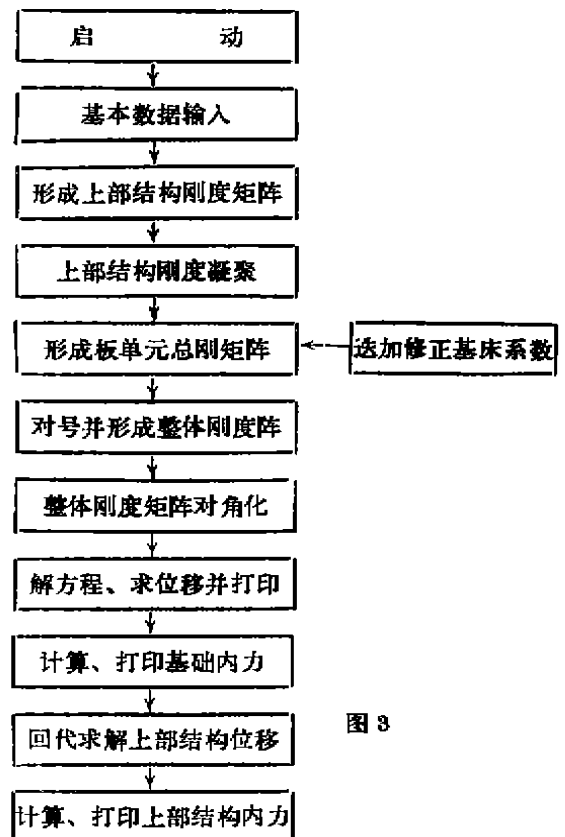 启 动
基本数据输入
形成上部结构刚度矩阵
上部结构刚度凝聚
形成板单元总刚矩阵
迭加修正基床系数
对号并形成整体刚度阵
整体刚度矩阵对角化
解方程、求位移并打印
计算、打印基础内力
回代求解上部结构位移
计算、打印上部结构内力
图 3